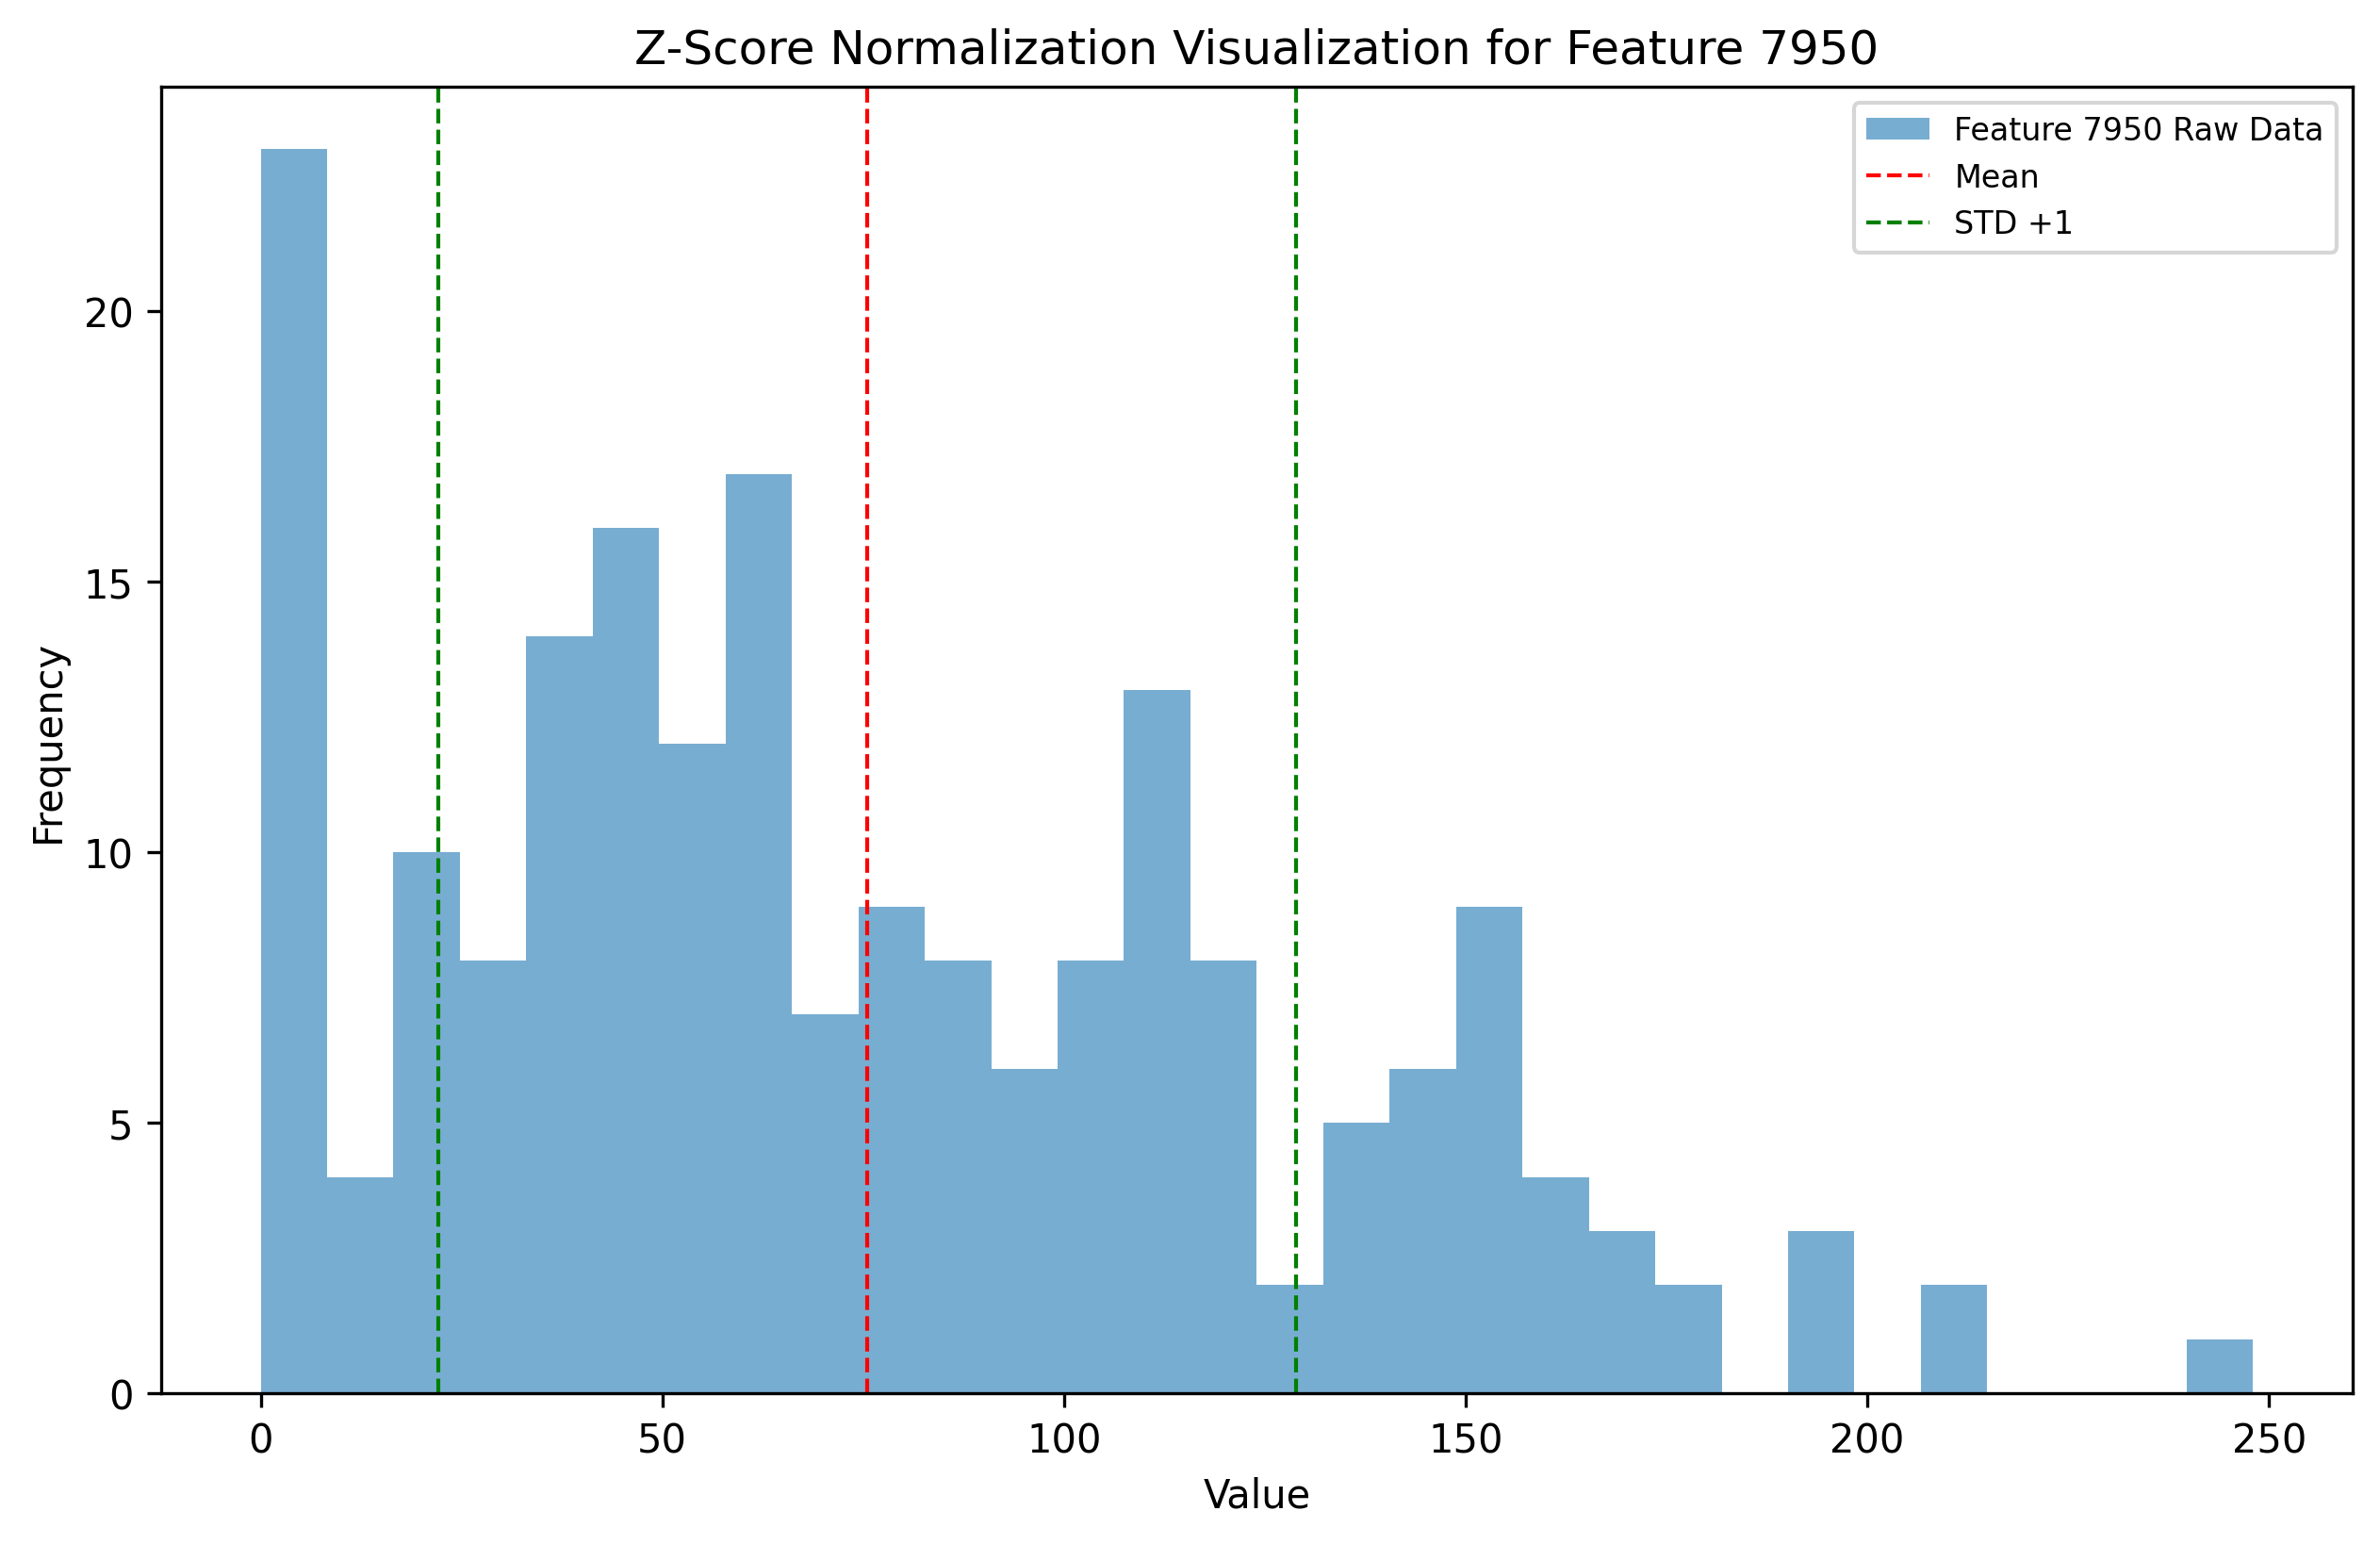 Z-Score Normalization Visualization for Feature 7950
Feature 7950 Raw Data
Mean
STD +1
20
15
10
5
0
Frequency
0 50 100 150 200 250
Value